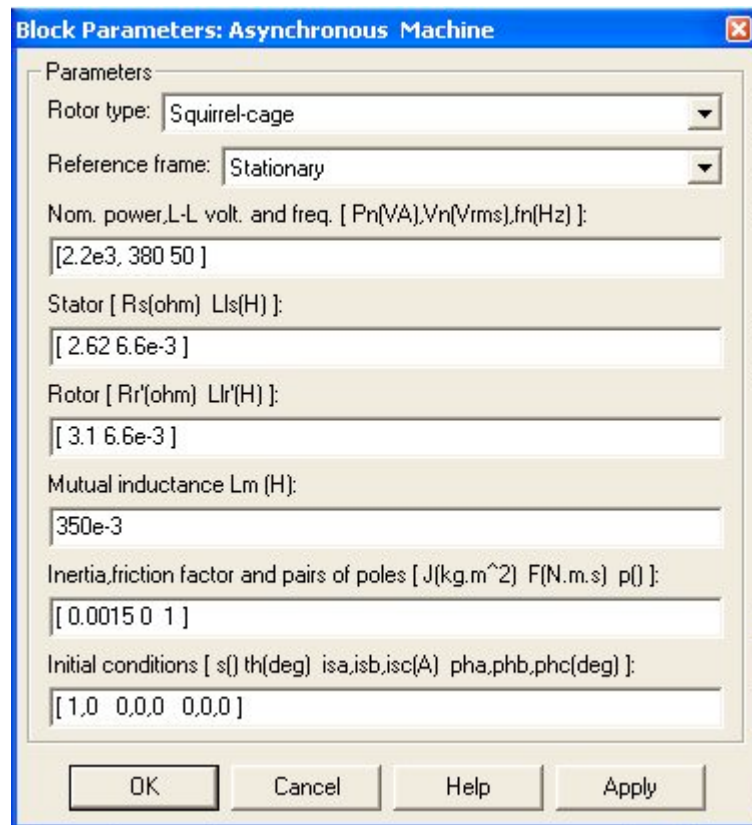 Block Parameters: Asynchronous Machine
Parameters
Rotor type: Squirrel-cage
Reference frame: Stationary
Nom. power,L-L volt. and freq. [ Pn(VA),Vn(Vrms),fn(Hz) ]:
[2.2e3, 380 50 ]
Stator [ Rs(ohm) Lls(H) ]:
[ 2.62 6.6e-3 ]
Rotor [ Rr'(ohm) Llr'(H) ]:
[ 3.1 6.6e-3 ]
Mutual inductance Lm (H):
350e-3
Inertia,friction factor and pairs of poles [ J(kg.m^2) F(N.m.s) p() ]:
[ 0.0015 0 1 ]
Initial conditions [ s() th(deg) isa,isb,isc(A) pha,phb,phc(deg) ]:
[ 1,0 0,0,0 0,0,0 ]
OK Cancel Help Apply